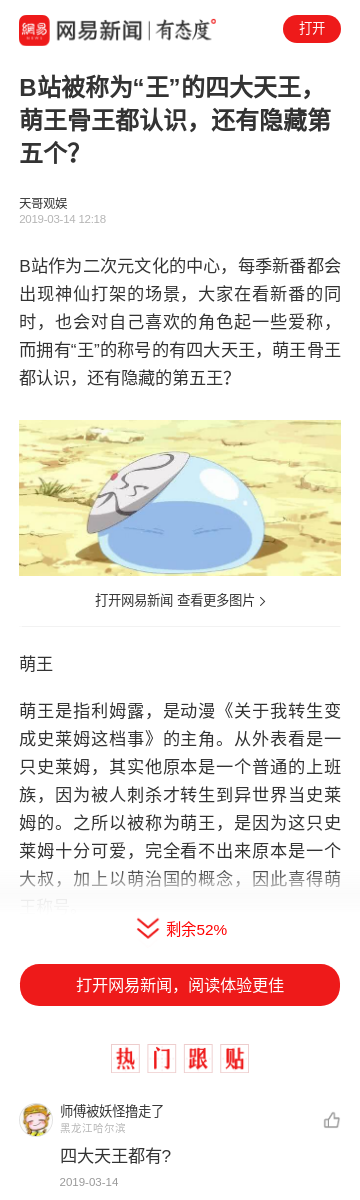 網易
NEWS
网易新闻 | 有态度
打开
B站被称为“王”的四大天王，
萌王骨王都认识，还有隐藏第
五个？
天哥观娱
2019-03-14 12:18
B站作为二次元文化的中心，每季新番都会
出现神仙打架的场景，大家在看新番的同
时，也会对自己喜欢的角色起一些爱称，
而拥有“王”的称号的有四大天王，萌王骨王
都认识，还有隐藏的第五王？
打开网易新闻 查看更多图片
萌王
萌王是指利姆露，是动漫《关于我转生变
成史莱姆这档事》的主角。从外表看是一
只史莱姆，其实他原本是一个普通的上班
族，因为被人刺杀才转生到异世界当史莱
姆的。之所以被称为萌王，是因为这只史
莱姆十分可爱，完全看不出来原本是一个
大叔，加上以萌治国的概念，因此喜得萌
王称号
剩余52%
打开网易新闻，阅读体验更佳
热门跟贴
师傅被妖怪撸走了
黑龙江哈尔滨
四大天王都有？
2019-03-14